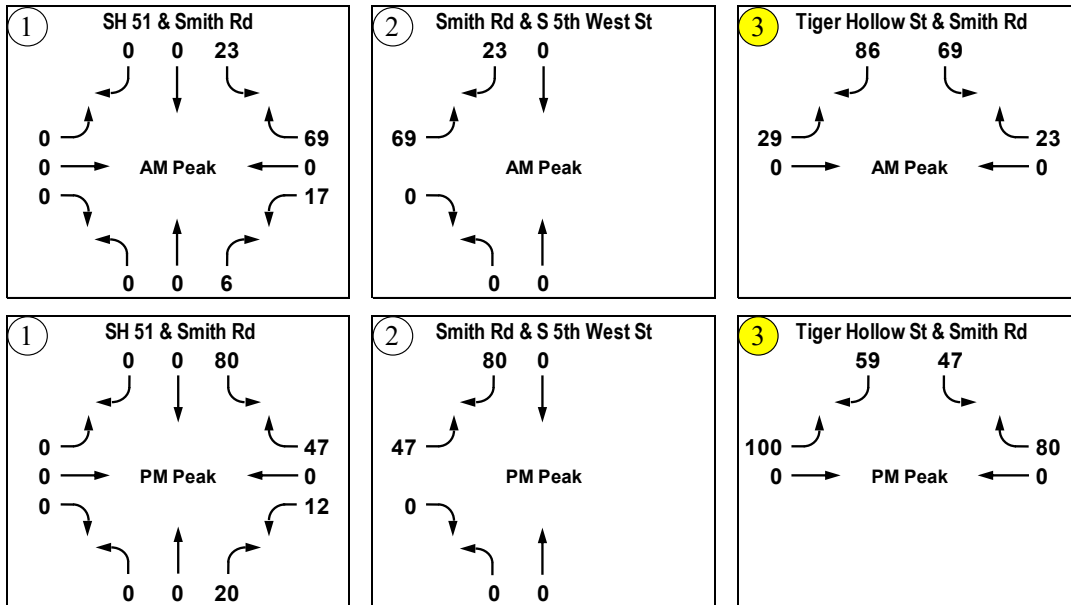 1 SH 51 & Smith Rd
0 0 23
0 69
0 AM Peak 0
0 17
0 0 6
2 Smith Rd & S 5th West St
23 0
69
AM Peak
0
0 0
3 Tiger Hollow St & Smith Rd
86 69
29 23
0 AM Peak 0
1 SH 51 & Smith Rd
0 0 80
0 47
0 PM Peak 0
0 12
0 0 20
2 Smith Rd & S 5th West St
80 0
47
PM Peak
0
0 0
3 Tiger Hollow St & Smith Rd
59 47
100 80
0 PM Peak 0